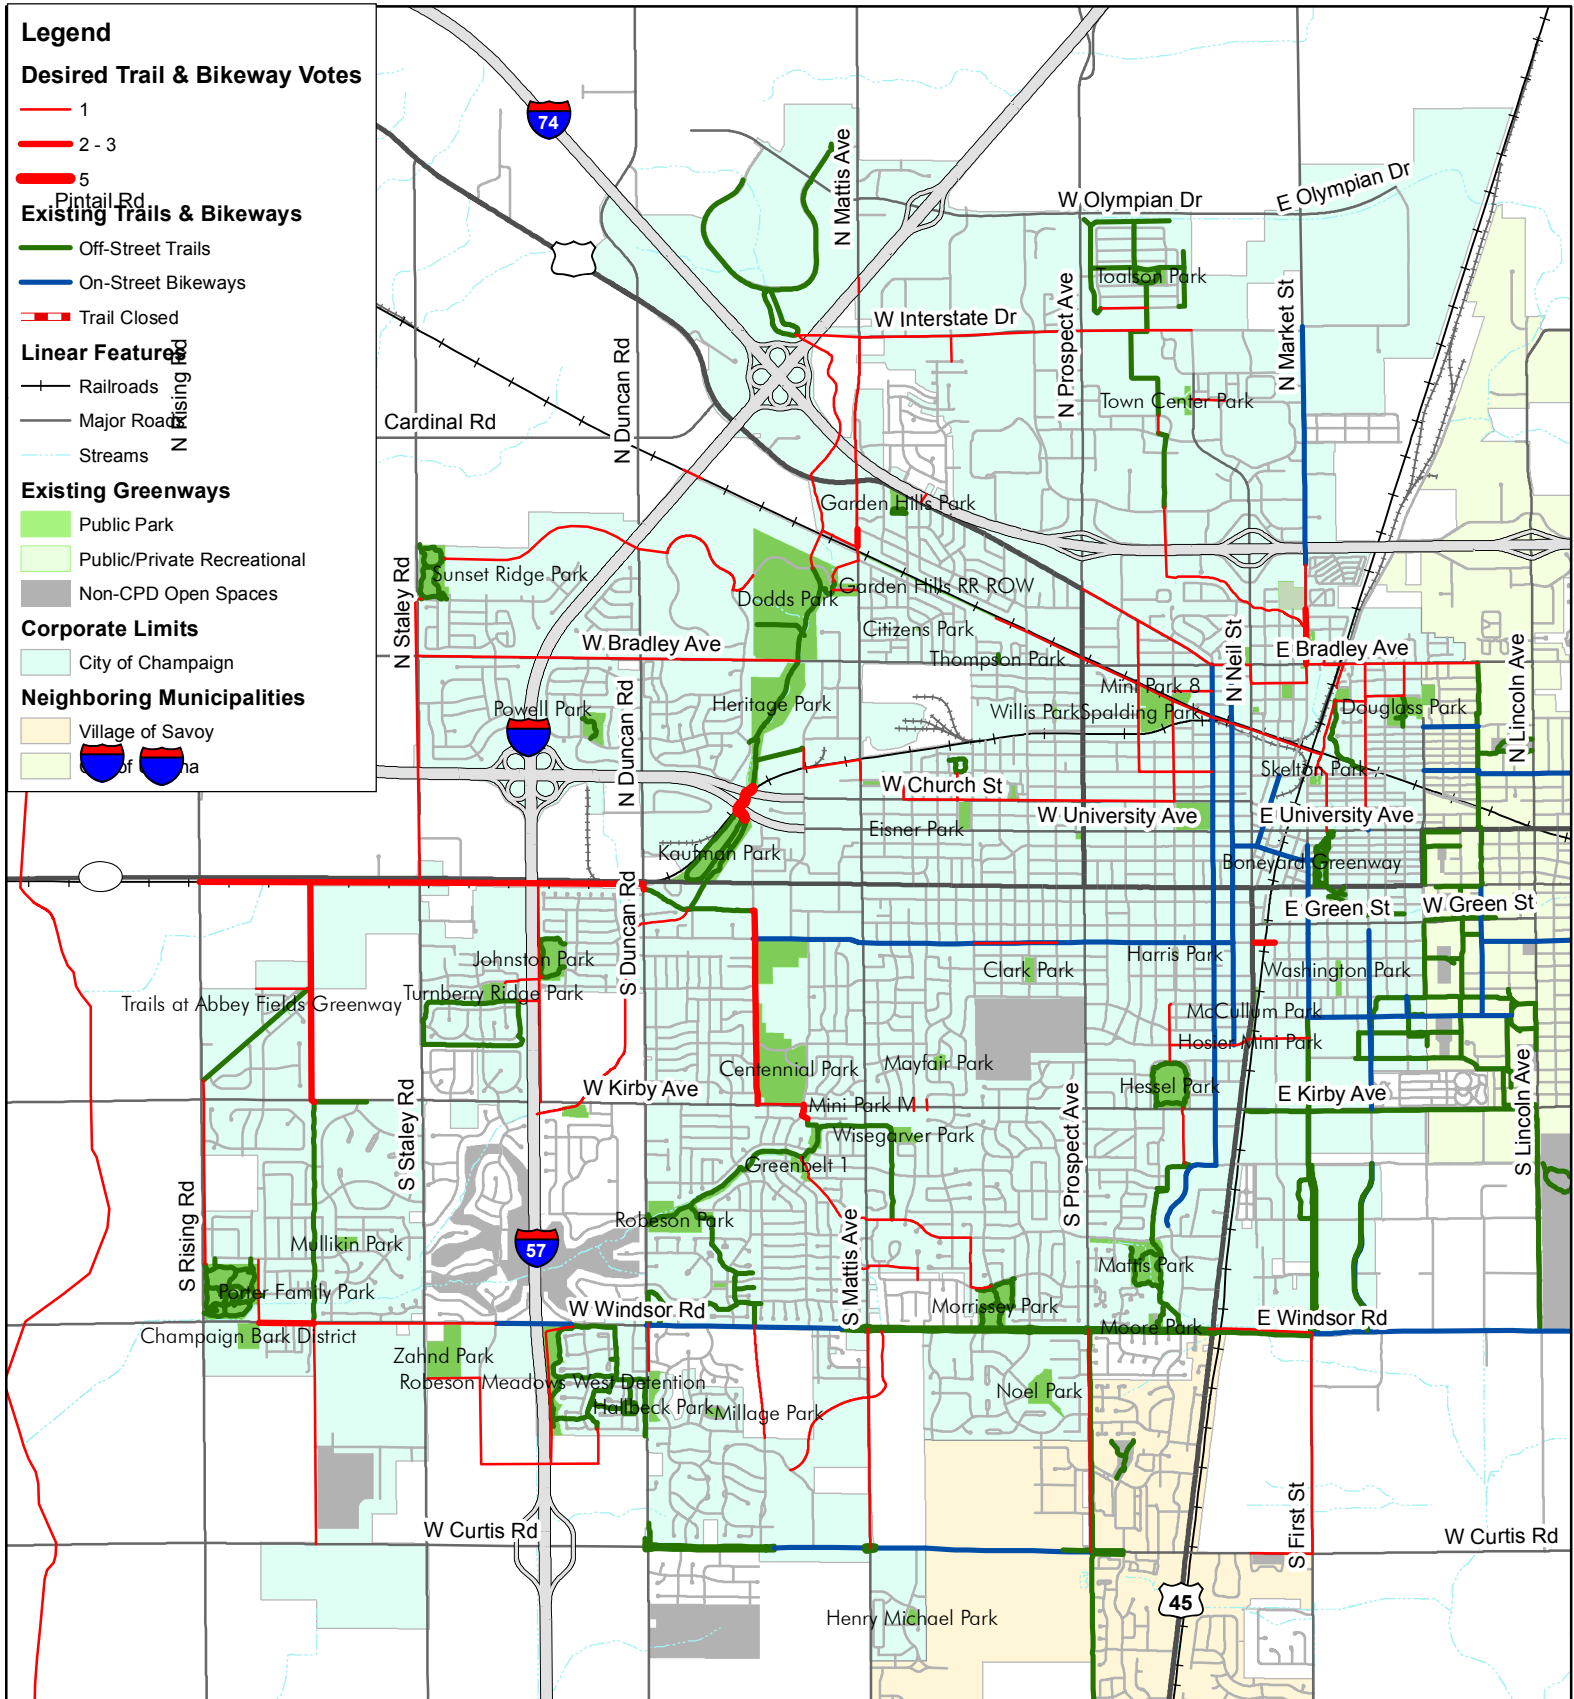 Legend
Desired Trail & Bikeway Votes
1
2 - 3
5
Pintail Rd
Existing Trails & Bikeways
Off-Street Trails
On-Street Bikeways
Trail Closed
Linear Features
Railroads
Major Roads
N Rising Rd
Streams
Existing Greenways
Public Park
Public/Private Recreational
Non-CPD Open Spaces
Corporate Limits
City of Champaign
Neighboring Municipalities
Village of Savoy
74
N Mattis Ave
W Olympian Dr
E Olympian Dr
Toalson Park
W Interstate Dr
N Prospect Ave
N Market St
N Duncan Rd
Cardinal Rd
Town Center Park
Garden Hills Park
Sunset Ridge Park
N Staley Rd
Dodds Park
Garden Hills RR ROW
Citizens Park
W Bradley Ave
E Bradley Ave
Thompson Park
N Neil St
N Lincoln Ave
Mini Park 8
Powell Park
N Duncan Rd
Heritage Park
Willis Park
Spalding Park
Douglass Park
Skelton Park
W Church St
W University Ave
E University Ave
Eisner Park
Kaufman Park
Boneyard Greenway
S Duncan Rd
E Green St
W Green St
Johnston Park
Harris Park
Clark Park
Washington Park
Turnberry Ridge Park
Trails at Abbey Fields Greenway
McCullum Park
Hosier Mini Park
Centennial Park
Mayfair Park
Hessel Park
W Kirby Ave
E Kirby Ave
Mini Park IV
S Staley Rd
S Prospect Ave
S Lincoln Ave
Wisegarver Park
Greenbelt 1
S Rising Rd
Robeson Park
S Mattis Ave
Mullikin Park
57
Mattis Park
Porter Family Park
Morrissey Park
W Windsor Rd
E Windsor Rd
Champaign Park District
Moore Park
Zahnd Park
Robeson Meadows West Detention
Noel Park
Hallbeck Park
Millage Park
S First St
W Curtis Rd
W Curtis Rd
45
Henry Michael Park